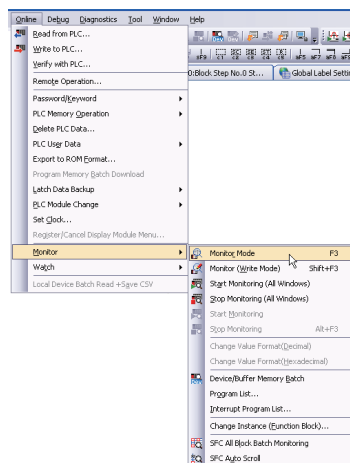 Online Debug Diagnostics Tool Window Help
Read from PLC...
Write to PLC...
Verify with PLC...
Remote Operation...
Password/Keyword
PLC Memory Operation
Delete PLC Data...
PLC User Data
Export to ROM Format...
Program Memory Batch Download
Latch Data Backup
PLC Module Change
Set Clock...
Register/Cancel Display Module Menu...
Monitor
Watch
Local Device Batch Read +Save CSV
0:Block Step No.0 St... Global Label Setti
Monitor Mode F3
Monitor (Write Mode) Shift+F3
Start Monitoring (All Windows)
Stop Monitoring (All Windows)
Start Monitoring
Stop Monitoring Alt+F3
Change Value Format(Decimal)
Change Value Format(Hexadecimal)
Device/Buffer Memory Batch
Program List...
Interrupt Program List...
Change Instance (Function Block)...
SFC All Block Batch Monitoring
SFC Auto Scroll